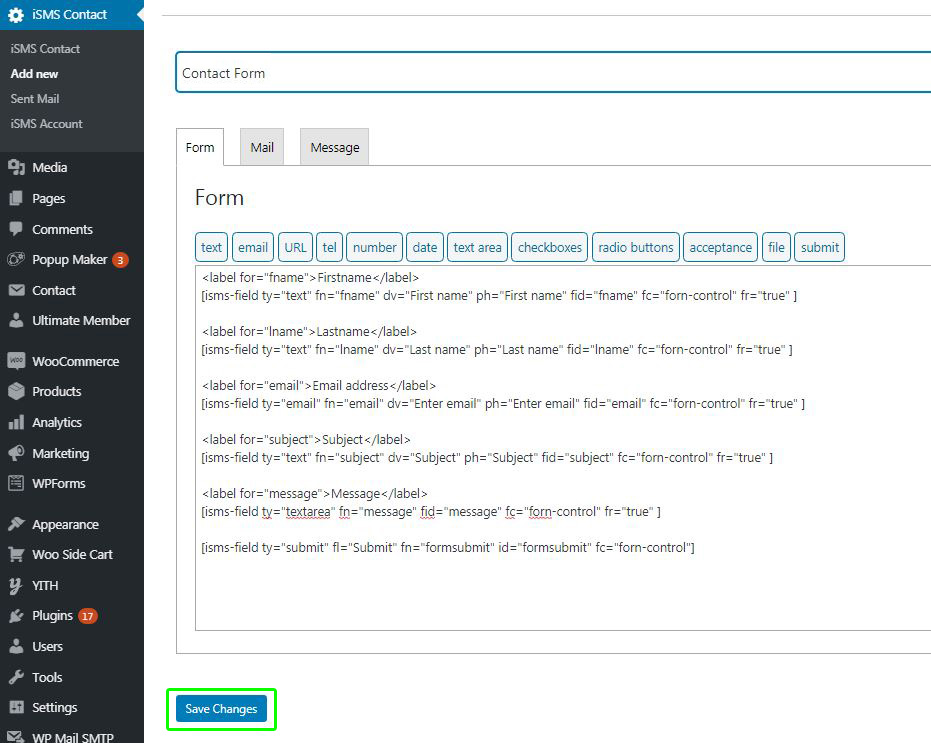 iSMS Contact
iSMS Contact
Add new
Sent Mail
iSMS Account
Media
Pages
Comments
Popup Maker 3
Contact
Ultimate Member
Woo WooCommerce
Products
Analytics
Marketing
WPForms
Appearance
Woo Side Cart
YITH
Plugins 17
Users
Tools
Settings
WP Mail SMTP
Contact Form
Form Mail Message
Form
text email URL tel number date text area checkboxes radio buttons acceptance file submit
<label for="fname">Firstname</label>
[isms-field ty="text" fn="fname" dv="First name" ph="First name" fid="fname" fc="forn-control" fr="true" ]
<label for="lname">Lastname</label>
[isms-field ty="text" fn="lname" dv="Last name" ph="Last name" fid="lname" fc="forn-control" fr="true" ]
<label for="email">Email address</label>
[isms-field ty="email" fn="email" dv="Enter email" ph="Enter email" fid="email" fc="forn-control" fr="true" ]
<label for="subject">Subject</label>
[isms-field ty="text" fn="subject" dv="Subject" ph="Subject" fid="subject" fc="forn-control" fr="true" ]
<label for="message">Message</label>
[isms-field ty="textarea" fn="message" fid="message" fc="forn-control" fr="true" ]
[isms-field ty="submit" fl="Submit" fn="formsubmit" id="formsubmit" fc="forn-control"]
Save Changes